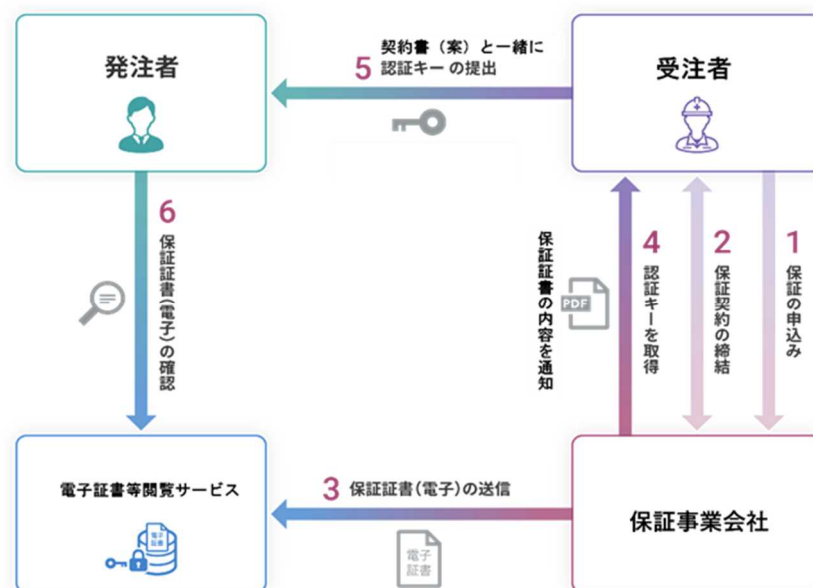 発注者
5 契約書（案）と一緒に
認証キーの提出
受注者
6 保証証書(電子)の確認
保証証書の内容を通知
PDF
4 認証キーを取得
2 保証契約の締結
1 保証の申込み
電子証書等閲覧サービス
電子
証書
3 保証証書(電子)の送信
電子
証書
保証事業会社